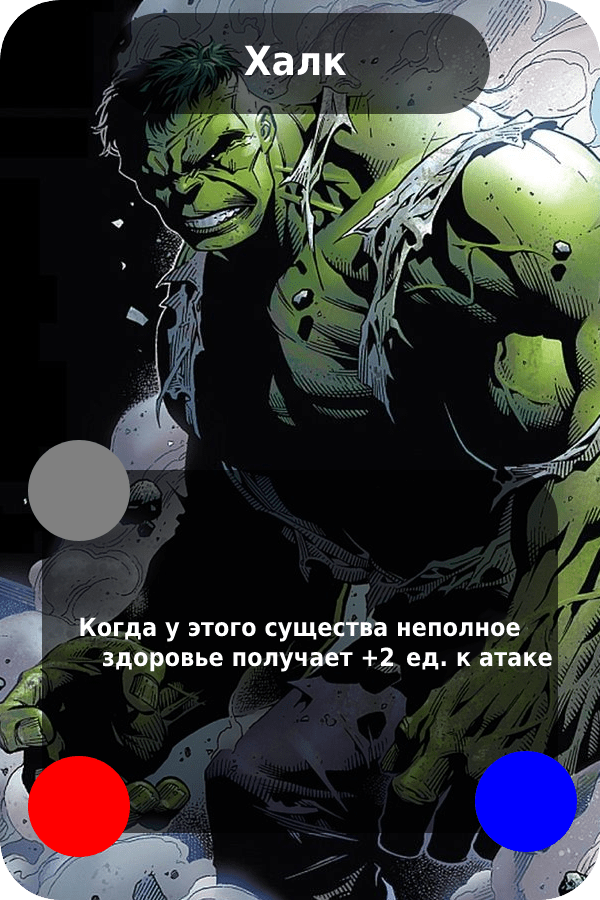 Халк
Когда у этого существа неполное
здоровье получает +2 ед. к атаке